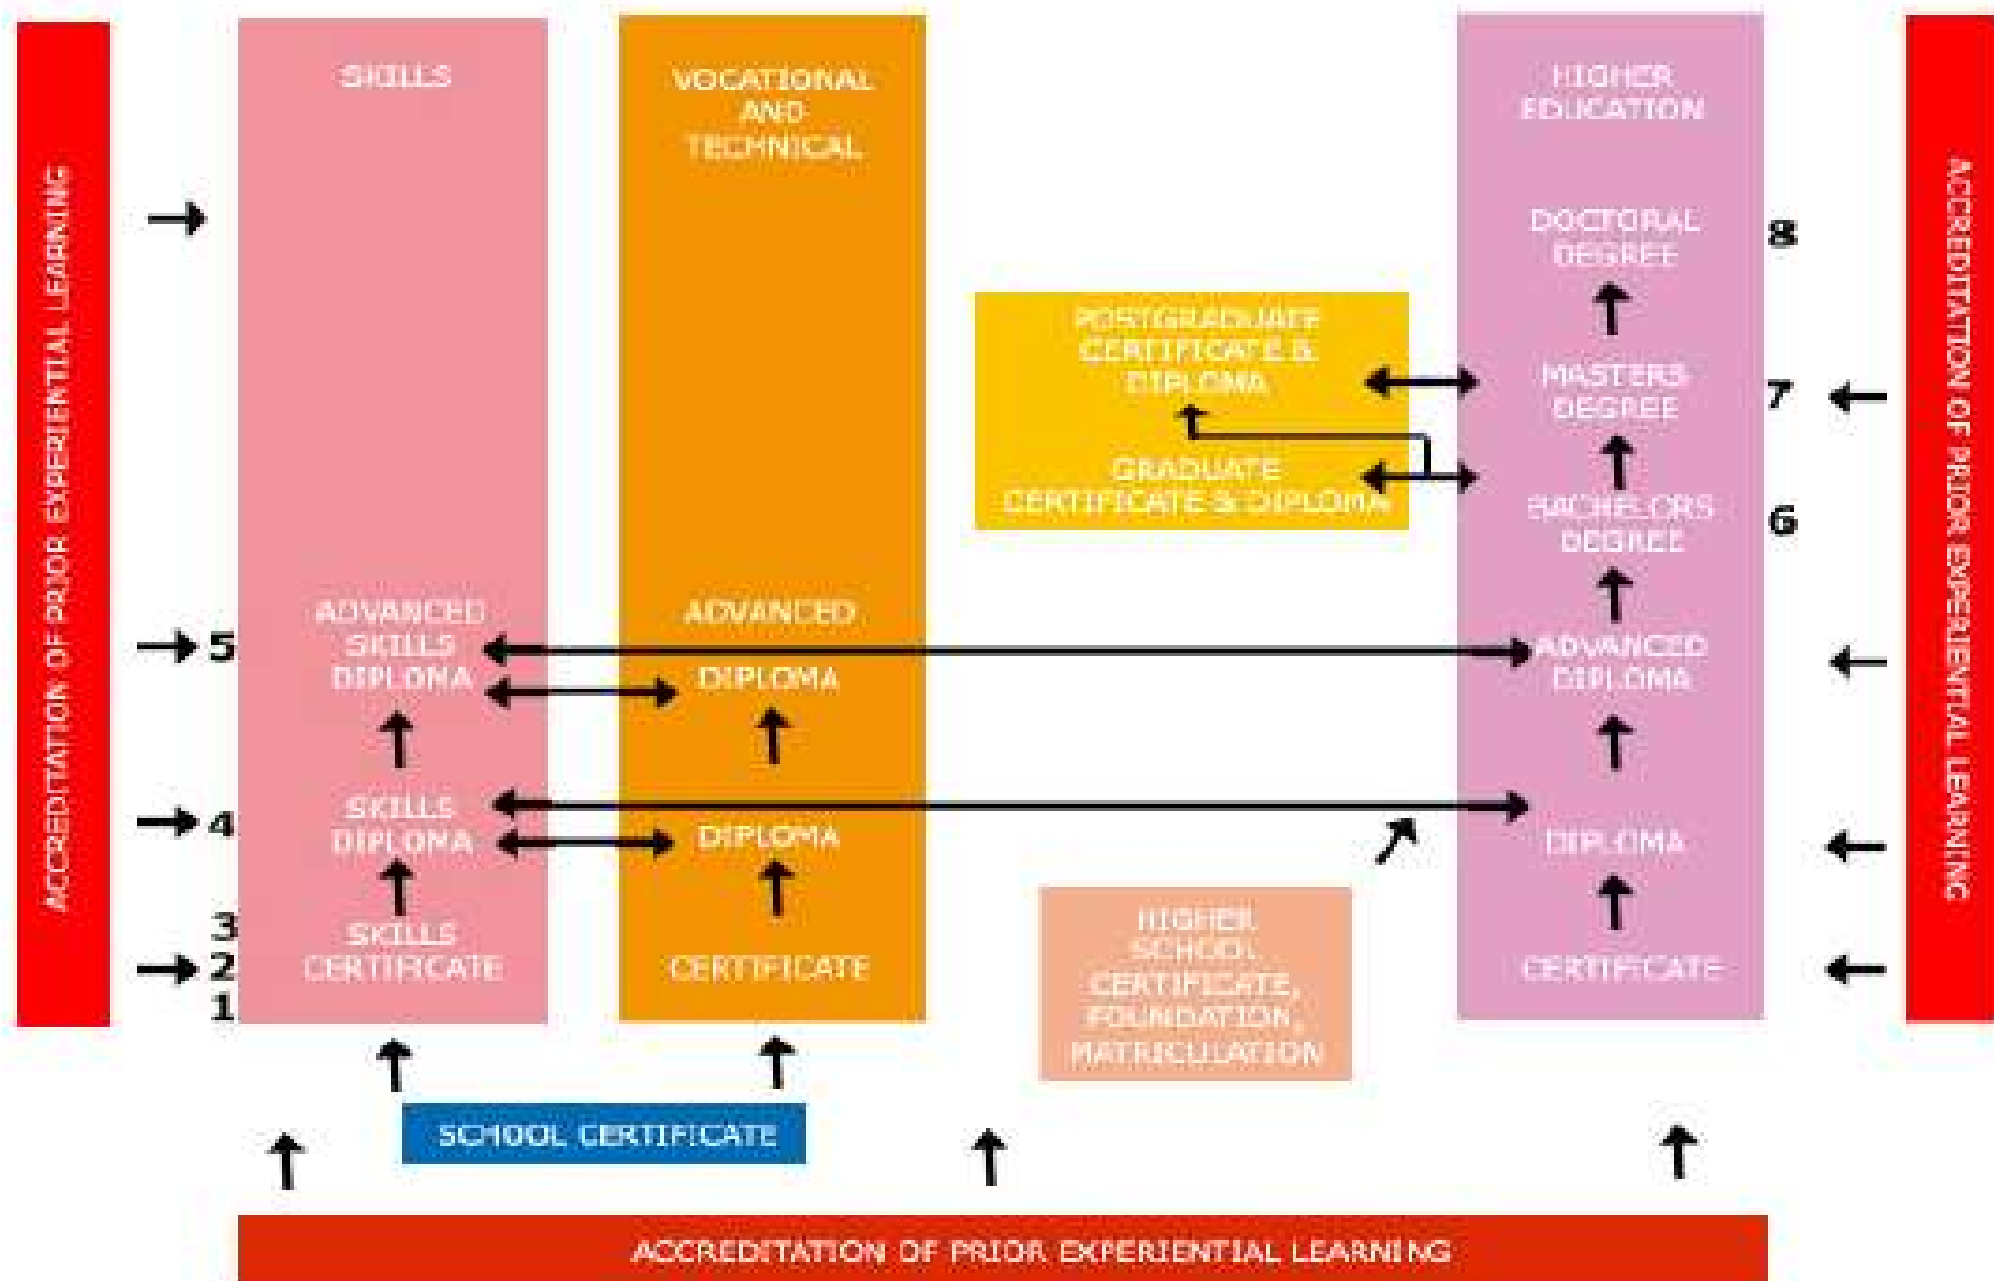 ACCREDITATION OF PRIOR EXPERIENTIAL LEARNING
SKILLS
ADVANCED
SKILLS
DIPLOMA
SKILLS
DIPLOMA
SKILLS
CERTIFICATE
5
4
3
2
1
VOCATIONAL
AND
TECHNICAL
ADVANCED
DIPLOMA
DIPLOMA
CERTIFICATE
POSTGRADUATE
CERTIFICATE &
DIPLOMA
GRADUATE
CERTIFICATE & DIPLOMA
HIGHER
SCHOOL
CERTIFICATE,
FOUNDATION,
MATRICULATION
HIGHER
EDUCATION
DOCTORAL
DEGREE
MASTERS
DEGREE
BACHELORS
DEGREE
ADVANCED
DIPLOMA
DIPLOMA
CERTIFICATE
8
7
6
ACCREDITATION OF PRIOR EXPERIENTIAL LEARNING
SCHOOL CERTIFICATE
ACCREDITATION OF PRIOR EXPERIENTIAL LEARNING